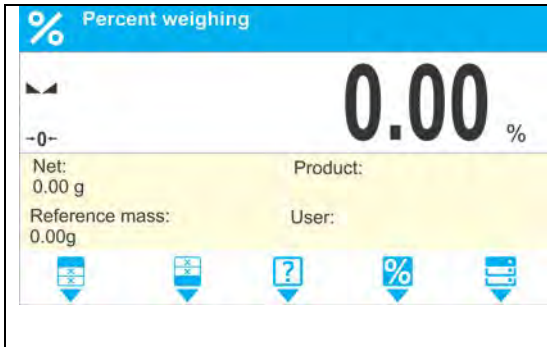 % Percent weighing
→0←
0.00 %
Net:
0.00 g
Product:
Reference mass:
0.00g
User:
? %